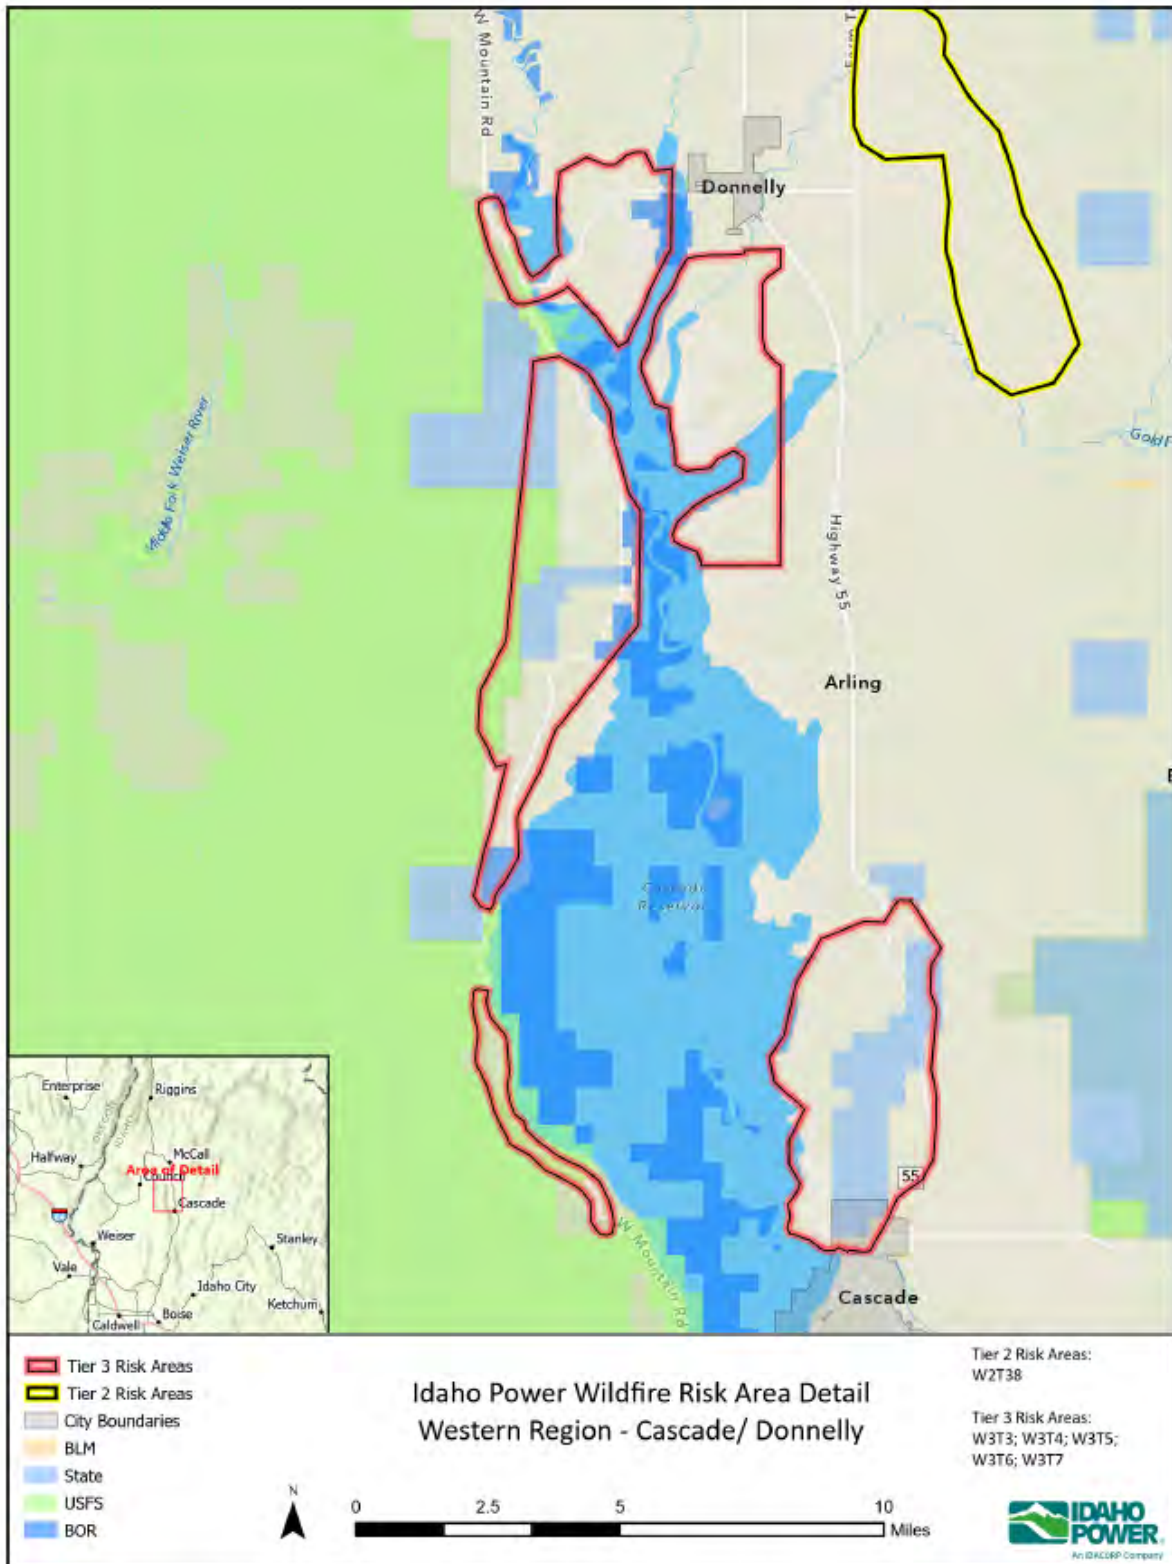 W Mountain Rd
Farm T
Donnelly
Middle Fork Weiser River
Gold F
Highway 55
Arling
E
Cascade
Reservoir
55
W Mountain Rd
Cascade
Enterprise
Riggins
OREGON
IDAHO
Halfway
McCall
Area of Detail
Council
Cascade
Weiser
Stanley
Vale
Idaho City
Ketchum
Boise
Caldwell
Tier 3 Risk Areas
Tier 2 Risk Areas
City Boundaries
BLM
State
USFS
BOR
Idaho Power Wildfire Risk Area Detail
Western Region - Cascade/ Donnelly
N
0 2.5 5 10
Miles
Tier 2 Risk Areas:
W2T38
Tier 3 Risk Areas:
W3T3; W3T4; W3T5;
W3T6; W3T7
IDAHO
POWER.
An IDACORP Company